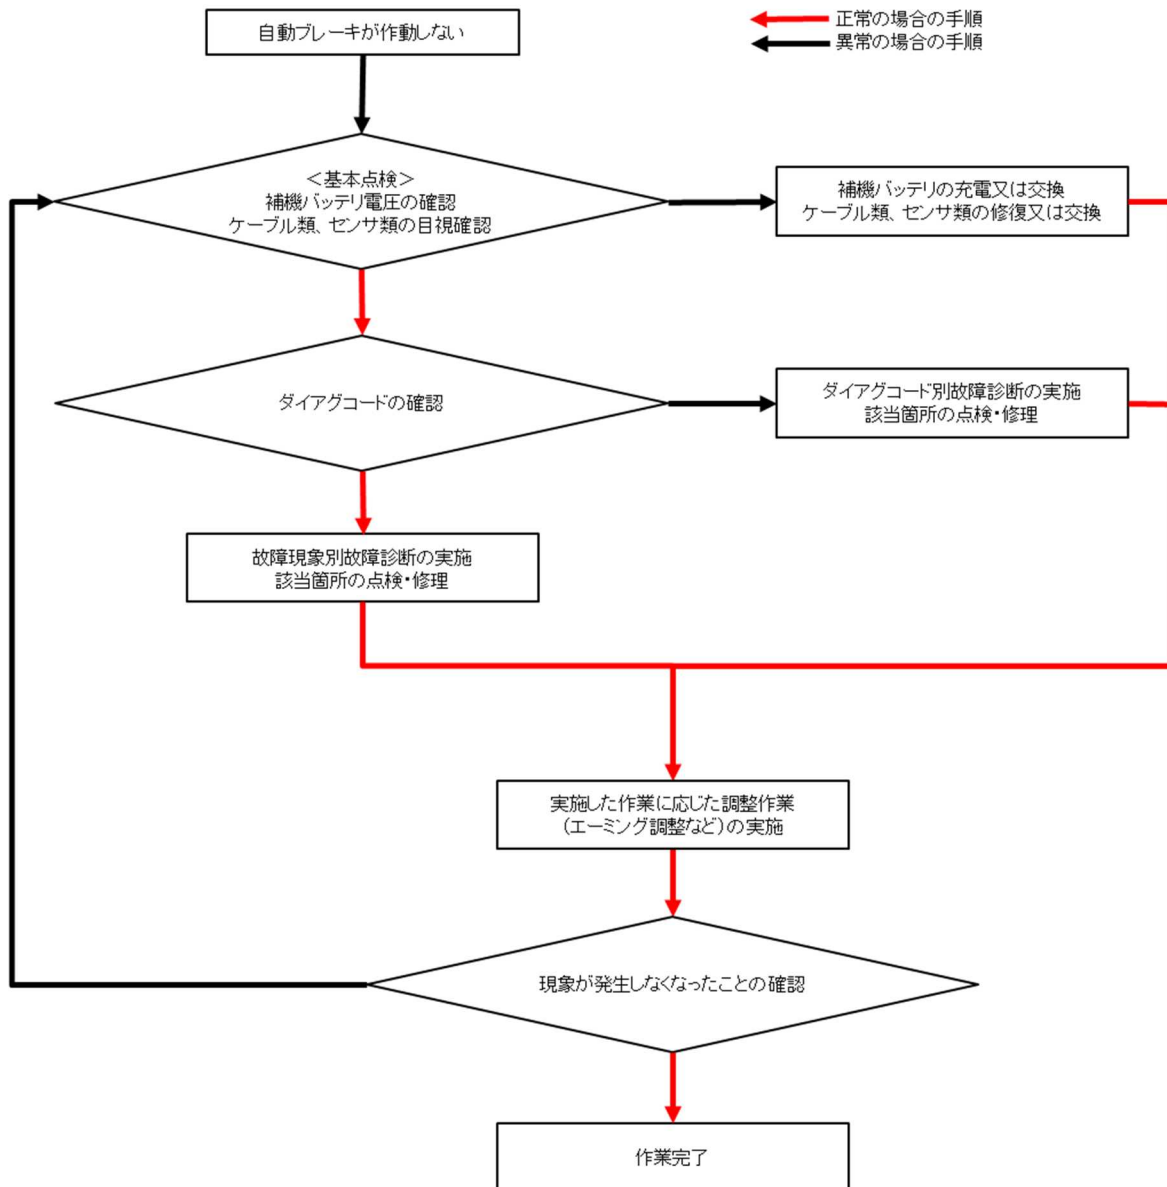 自動ブレーキが作動しない
正常の場合の手順
異常の場合の手順
＜基本点検＞
補機バッテリ電圧の確認
ケーブル類、センサ類の目視確認
補機バッテリの充電又は交換
ケーブル類、センサ類の修復又は交換
ダイアグコードの確認
ダイアグコード別故障診断の実施
該当箇所の点検・修理
故障現象別故障診断の実施
該当箇所の点検・修理
実施した作業に応じた調整作業
（エーミング調整など）の実施
現象が発生しなくなったことの確認
作業完了